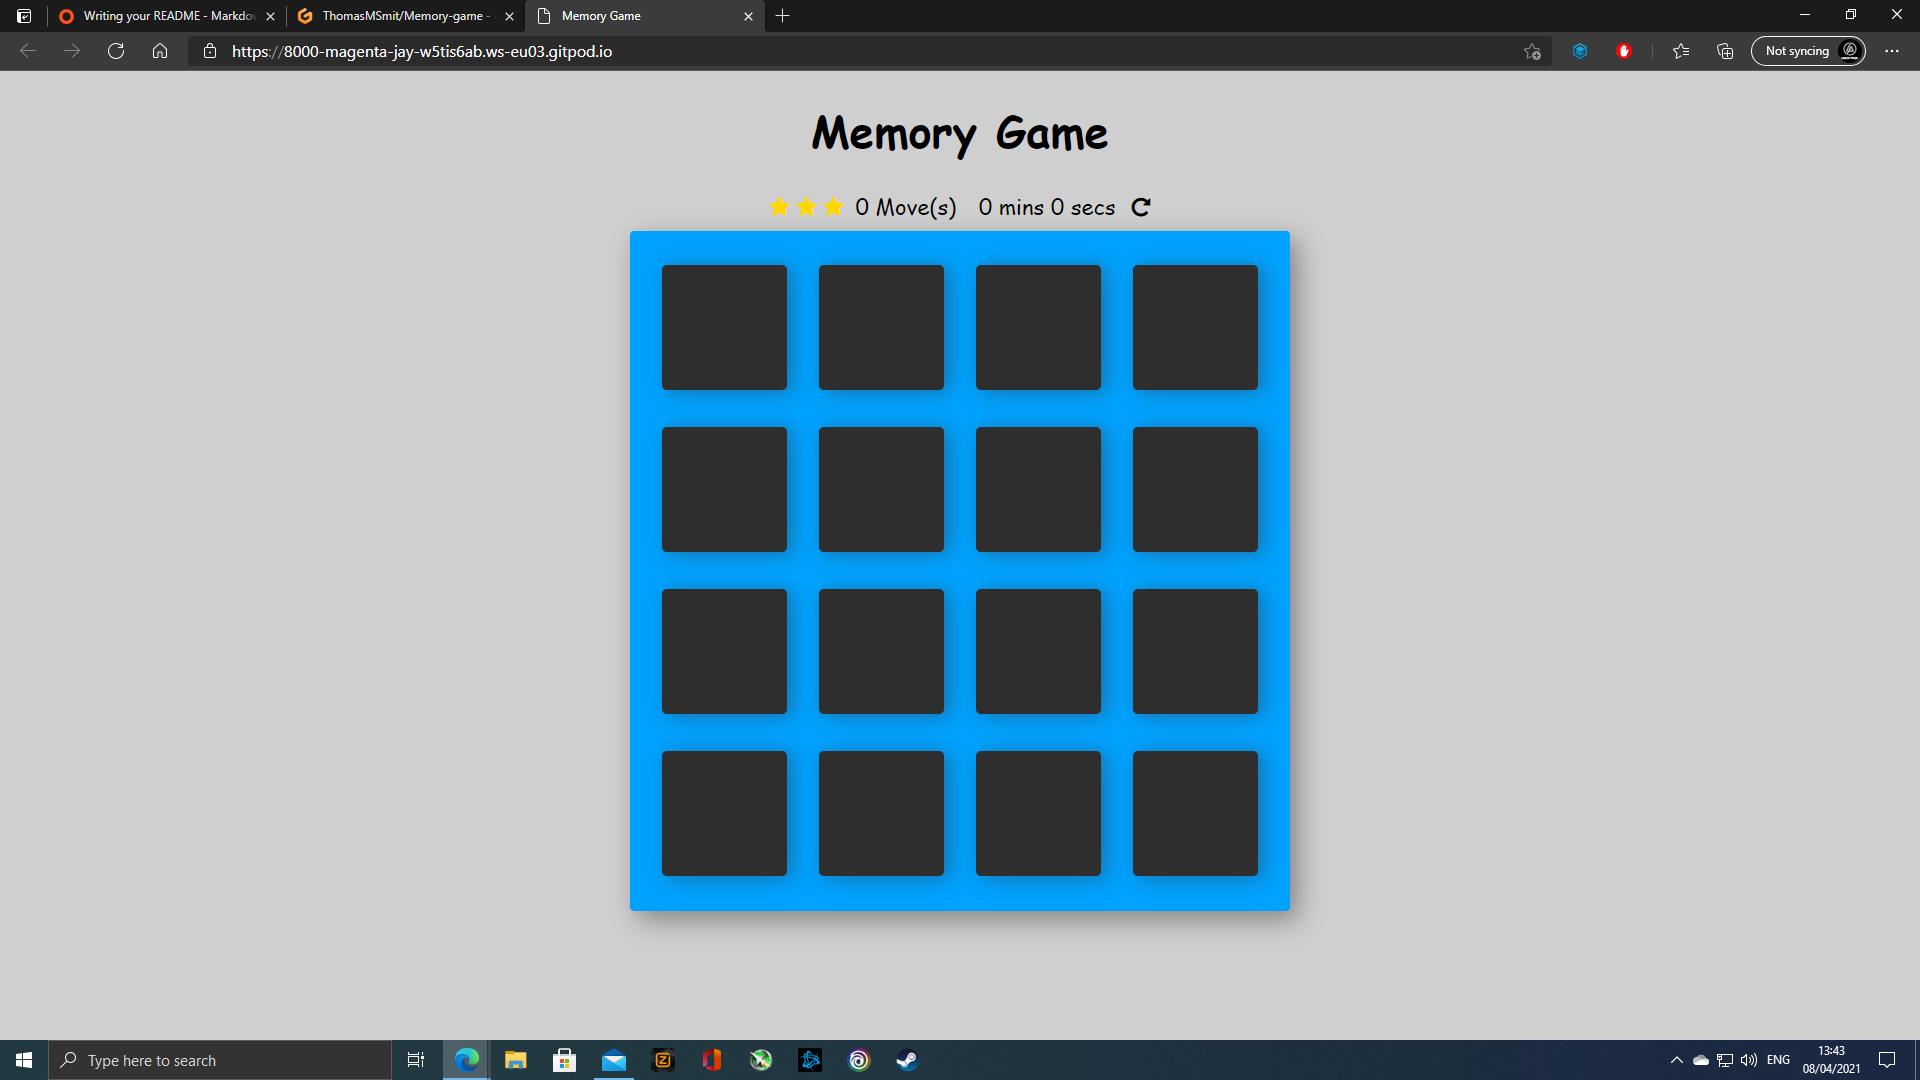 Writing your README - Markdow
ThomasMSmit/Memory-game -
Memory Game
https://8000-magenta-jay-w5tis6ab.ws-eu03.gitpod.io
Not syncing
Memory Game
0 Move(s) 0 mins 0 secs
Type here to search
ENG
13:43
08/04/2021